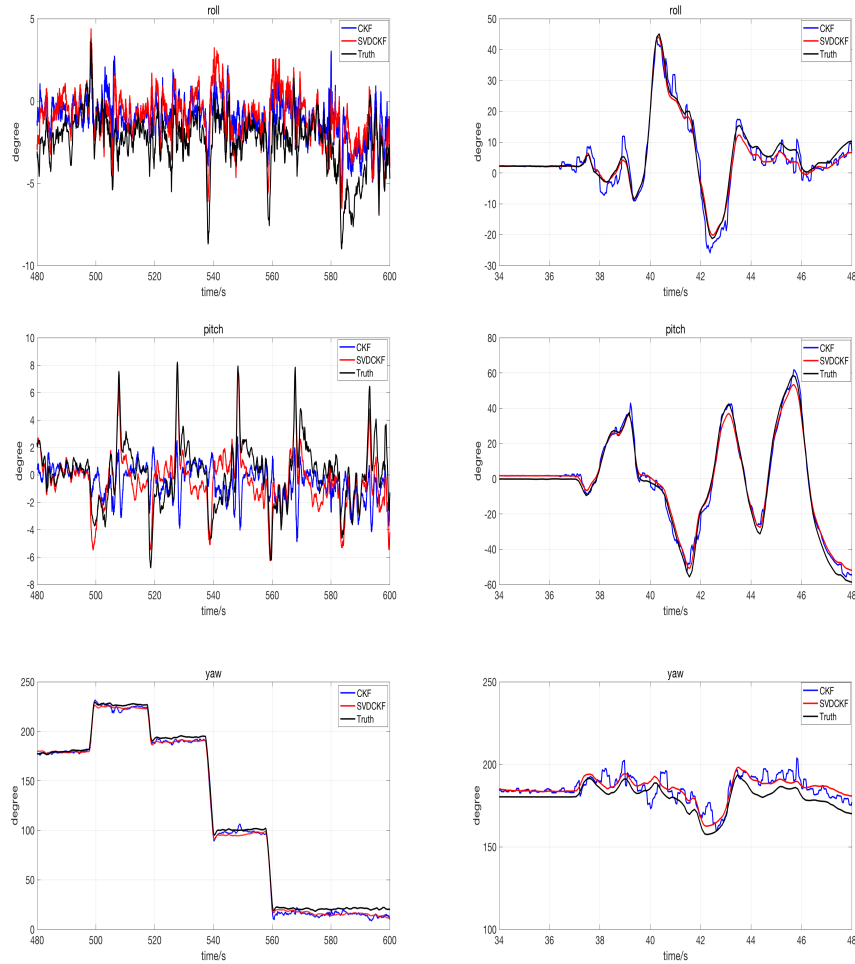 roll
5
0
-5
-10
degree
CKF
SVDCKF
Truth
480 500 520 540 560 580 600
time/s
roll
50
40
30
20
10
0
-10
-20
-30
degree
CKF
SVDCKF
Truth
34 36 38 40 42 44 46 48
time/s
pitch
10
8
6
4
2
0
-2
-4
-6
-8
degree
CKF
SVDCKF
Truth
480 500 520 540 560 580 600
time/s
pitch
80
60
40
20
0
-20
-40
-60
degree
CKF
SVDCKF
Truth
34 36 38 40 42 44 46 48
time/s
yaw
250
200
150
100
50
0
degree
CKF
SVDCKF
Truth
480 500 520 540 560 580 600
time/s
yaw
250
200
150
100
degree
CKF
SVDCKF
Truth
34 36 38 40 42 44 46 48
time/s